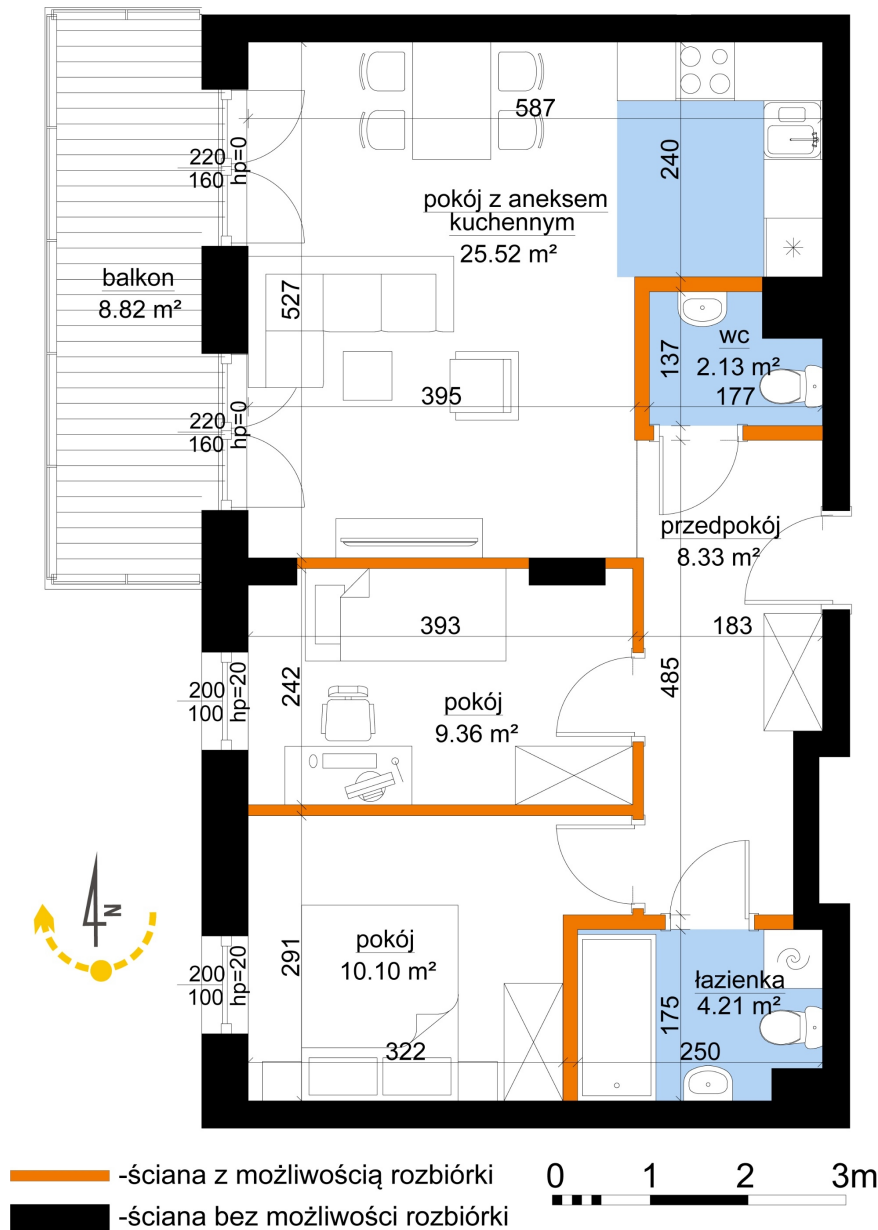 587
220
160
hp=0
240
pokój z aneksem
kuchennym
25.52 m²
balkon
8.82 m²
527
wc
2.13 m²
137
177
395
220
160
hp=0
przedpokój
8.33 m²
393
183
242
485
200
100
hp=20
pokój
9.36 m²
N
291
pokój
10.10 m²
200
100
hp=20
łazienka
4.21 m²
175
322
250
-ściana z możliwością rozbiórki
0 1 2 3m
-ściana bez możliwości rozbiórki